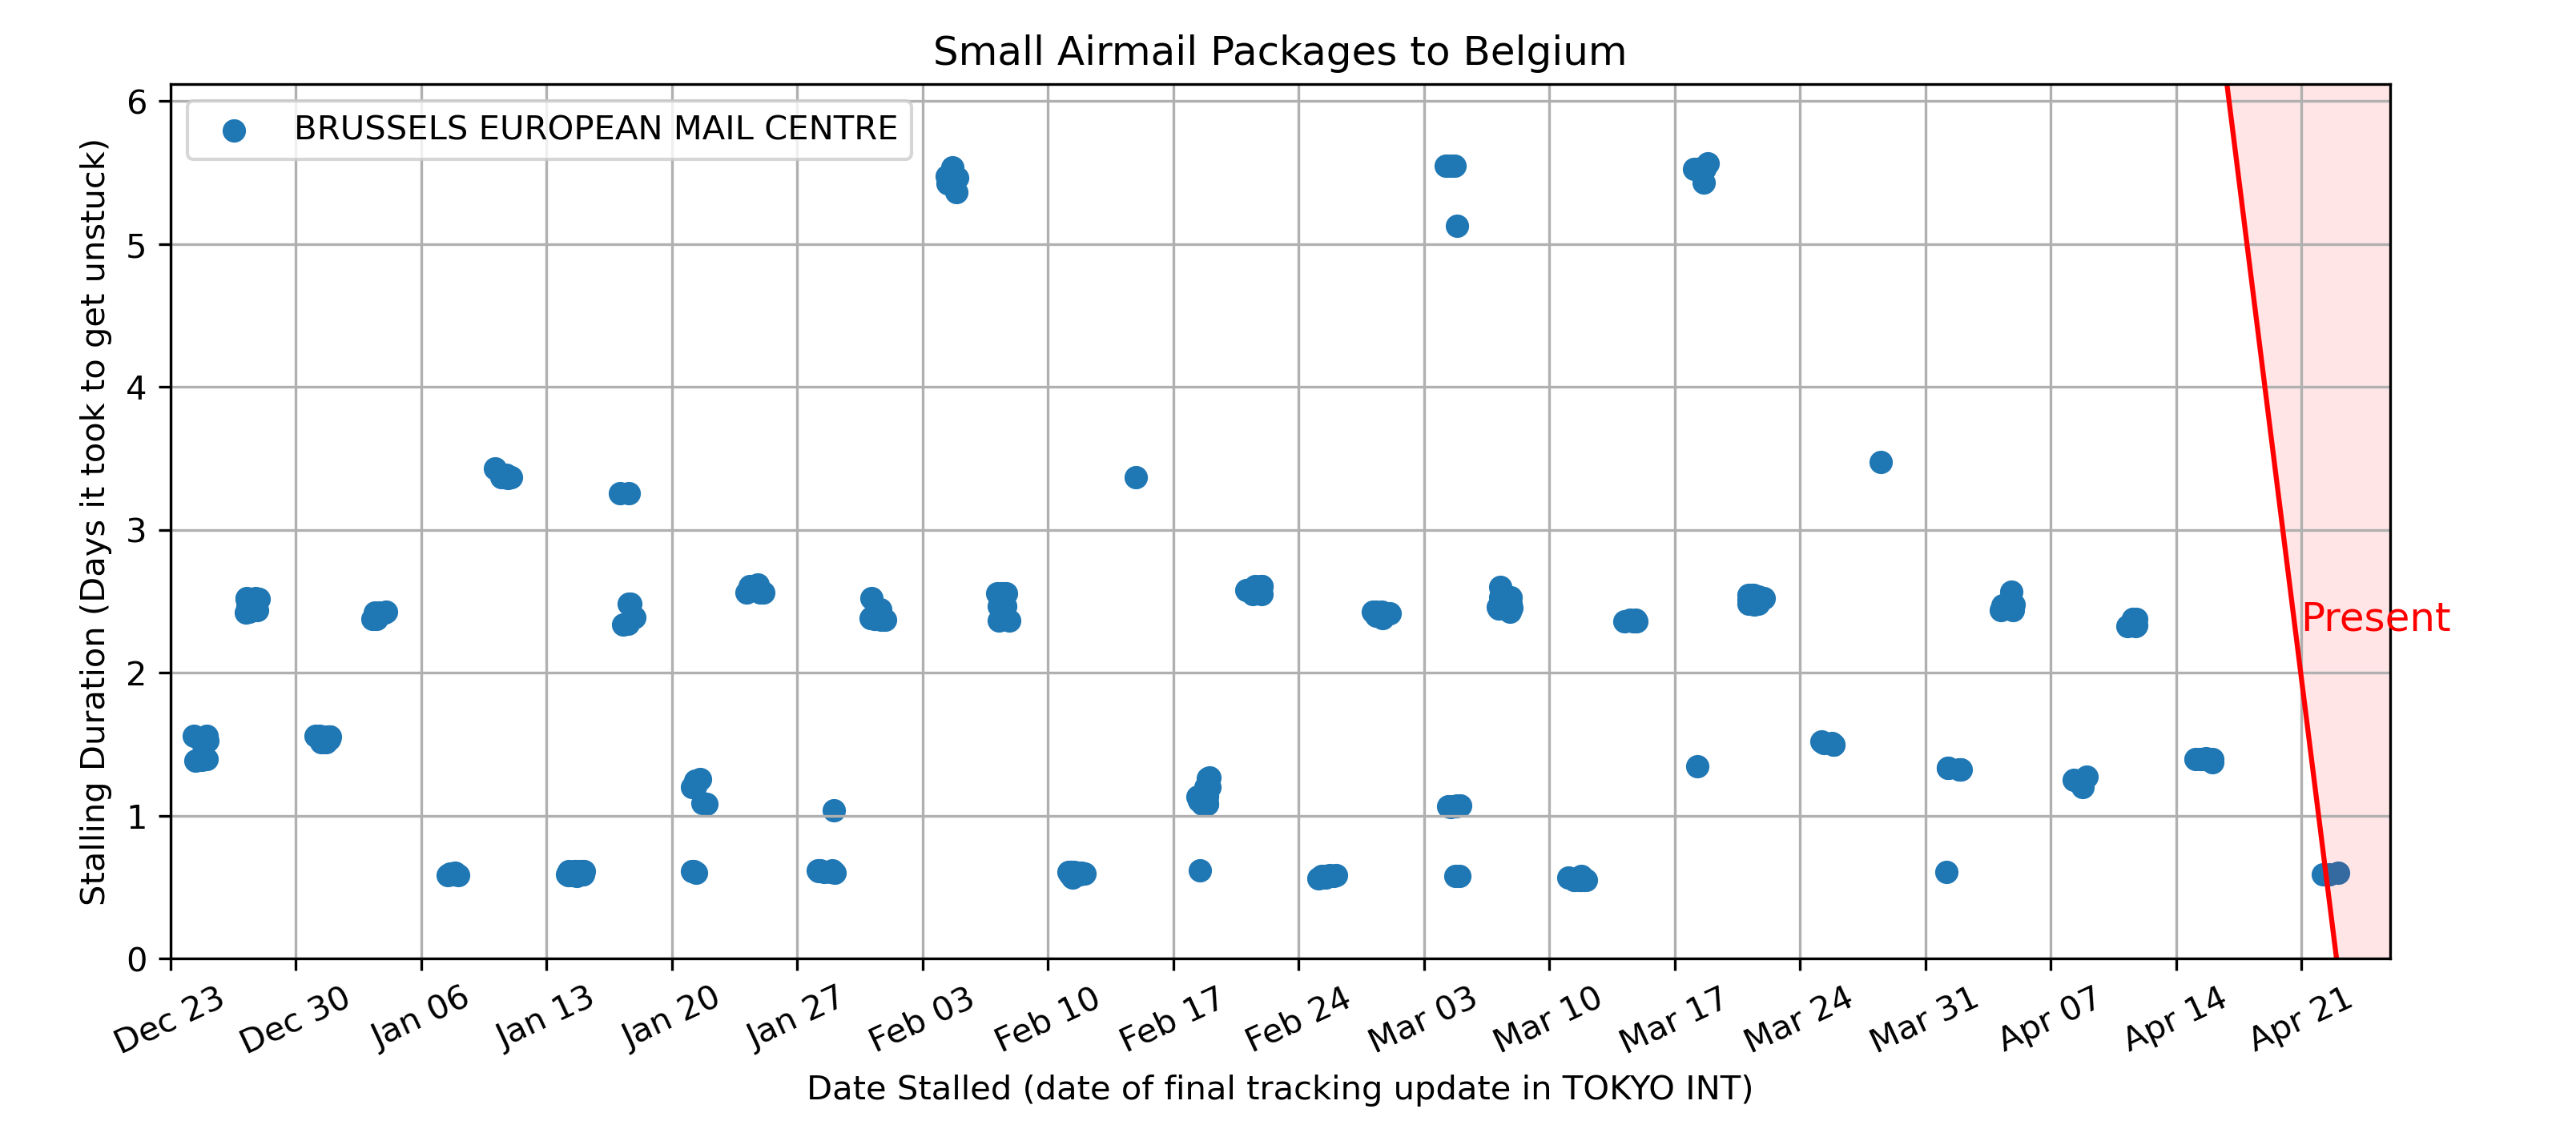 Small Airmail Packages to Belgium
BRUSSELS EUROPEAN MAIL CENTRE
Stalling Duration (Days it took to get unstuck)
6
5
4
3
2
1
0
Present
Dec 23
Dec 30
Jan 06
Jan 13
Jan 20
Jan 27
Feb 03
Feb 10
Feb 17
Feb 24
Mar 03
Mar 10
Mar 17
Mar 24
Mar 31
Apr 07
Apr 14
Apr 21
Date Stalled (date of final tracking update in TOKYO INT)